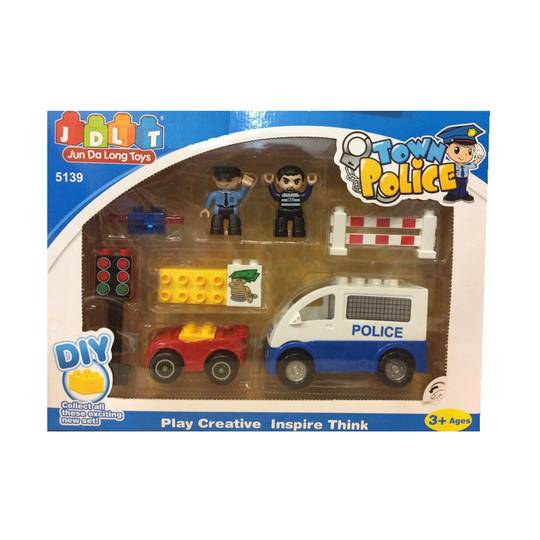 JDLT
Jun Da Long Toys
5139
TOWN
POLICE
POLICE
DIY
Collect all
these exciting
new set!
Play Creative Inspire Think
3+ Ages